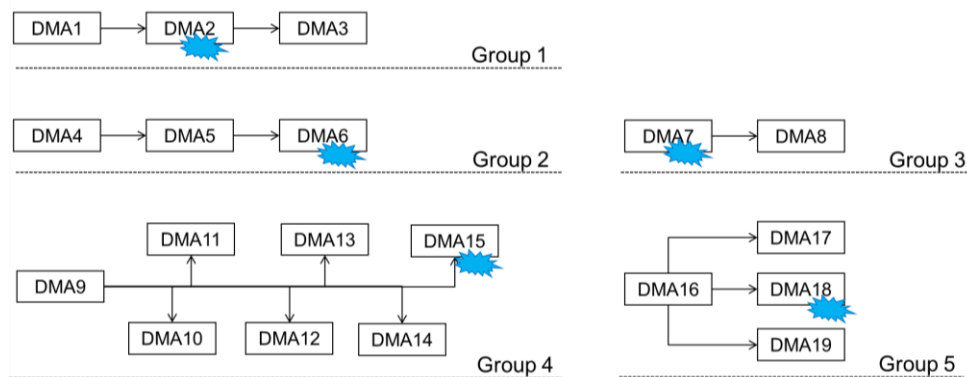 DMA1
DMA2
DMA3
Group 1
DMA4
DMA5
DMA6
Group 2
DMA7
DMA8
Group 3
DMA11
DMA13
DMA15
DMA9
DMA10
DMA12
DMA14
Group 4
DMA17
DMA16
DMA18
DMA19
Group 5